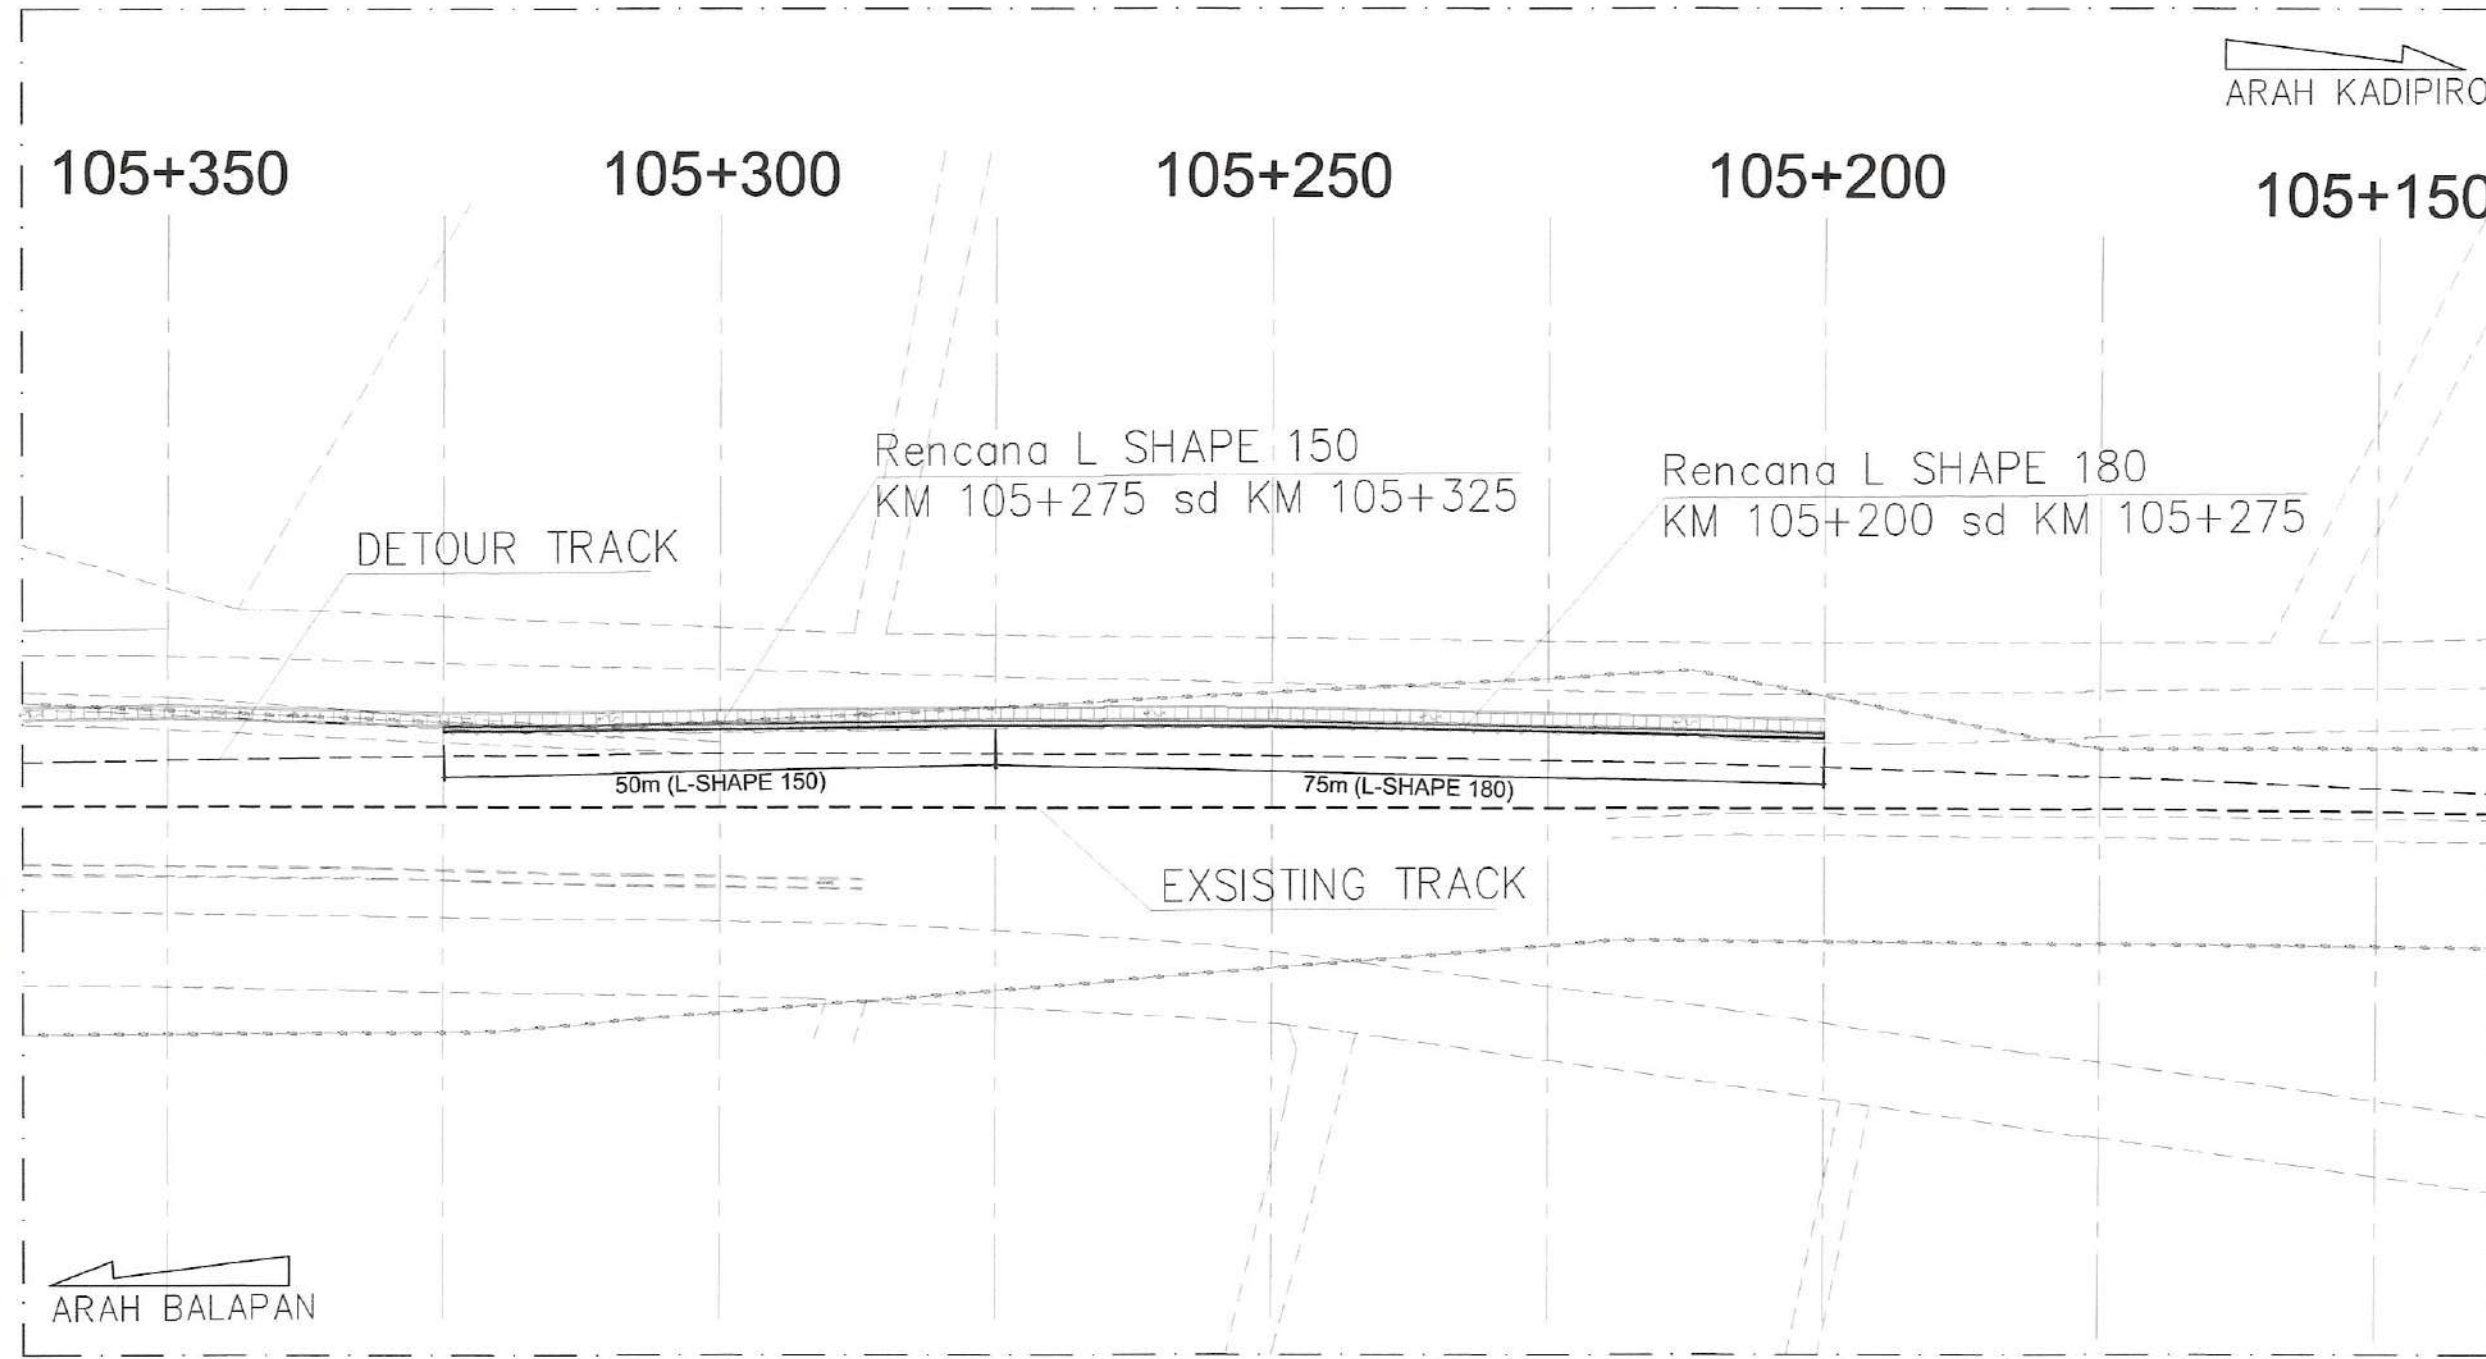 ARAH KADIPIRO
105+350
105+300
105+250
105+200
105+150
Rencana L SHAPE 150
KM 105+275 sd KM 105+325
Rencana L SHAPE 180
KM 105+200 sd KM 105+275
DETOUR TRACK
50m (L-SHAPE 150)
75m (L-SHAPE 180)
EXSISTING TRACK
ARAH BALAPAN